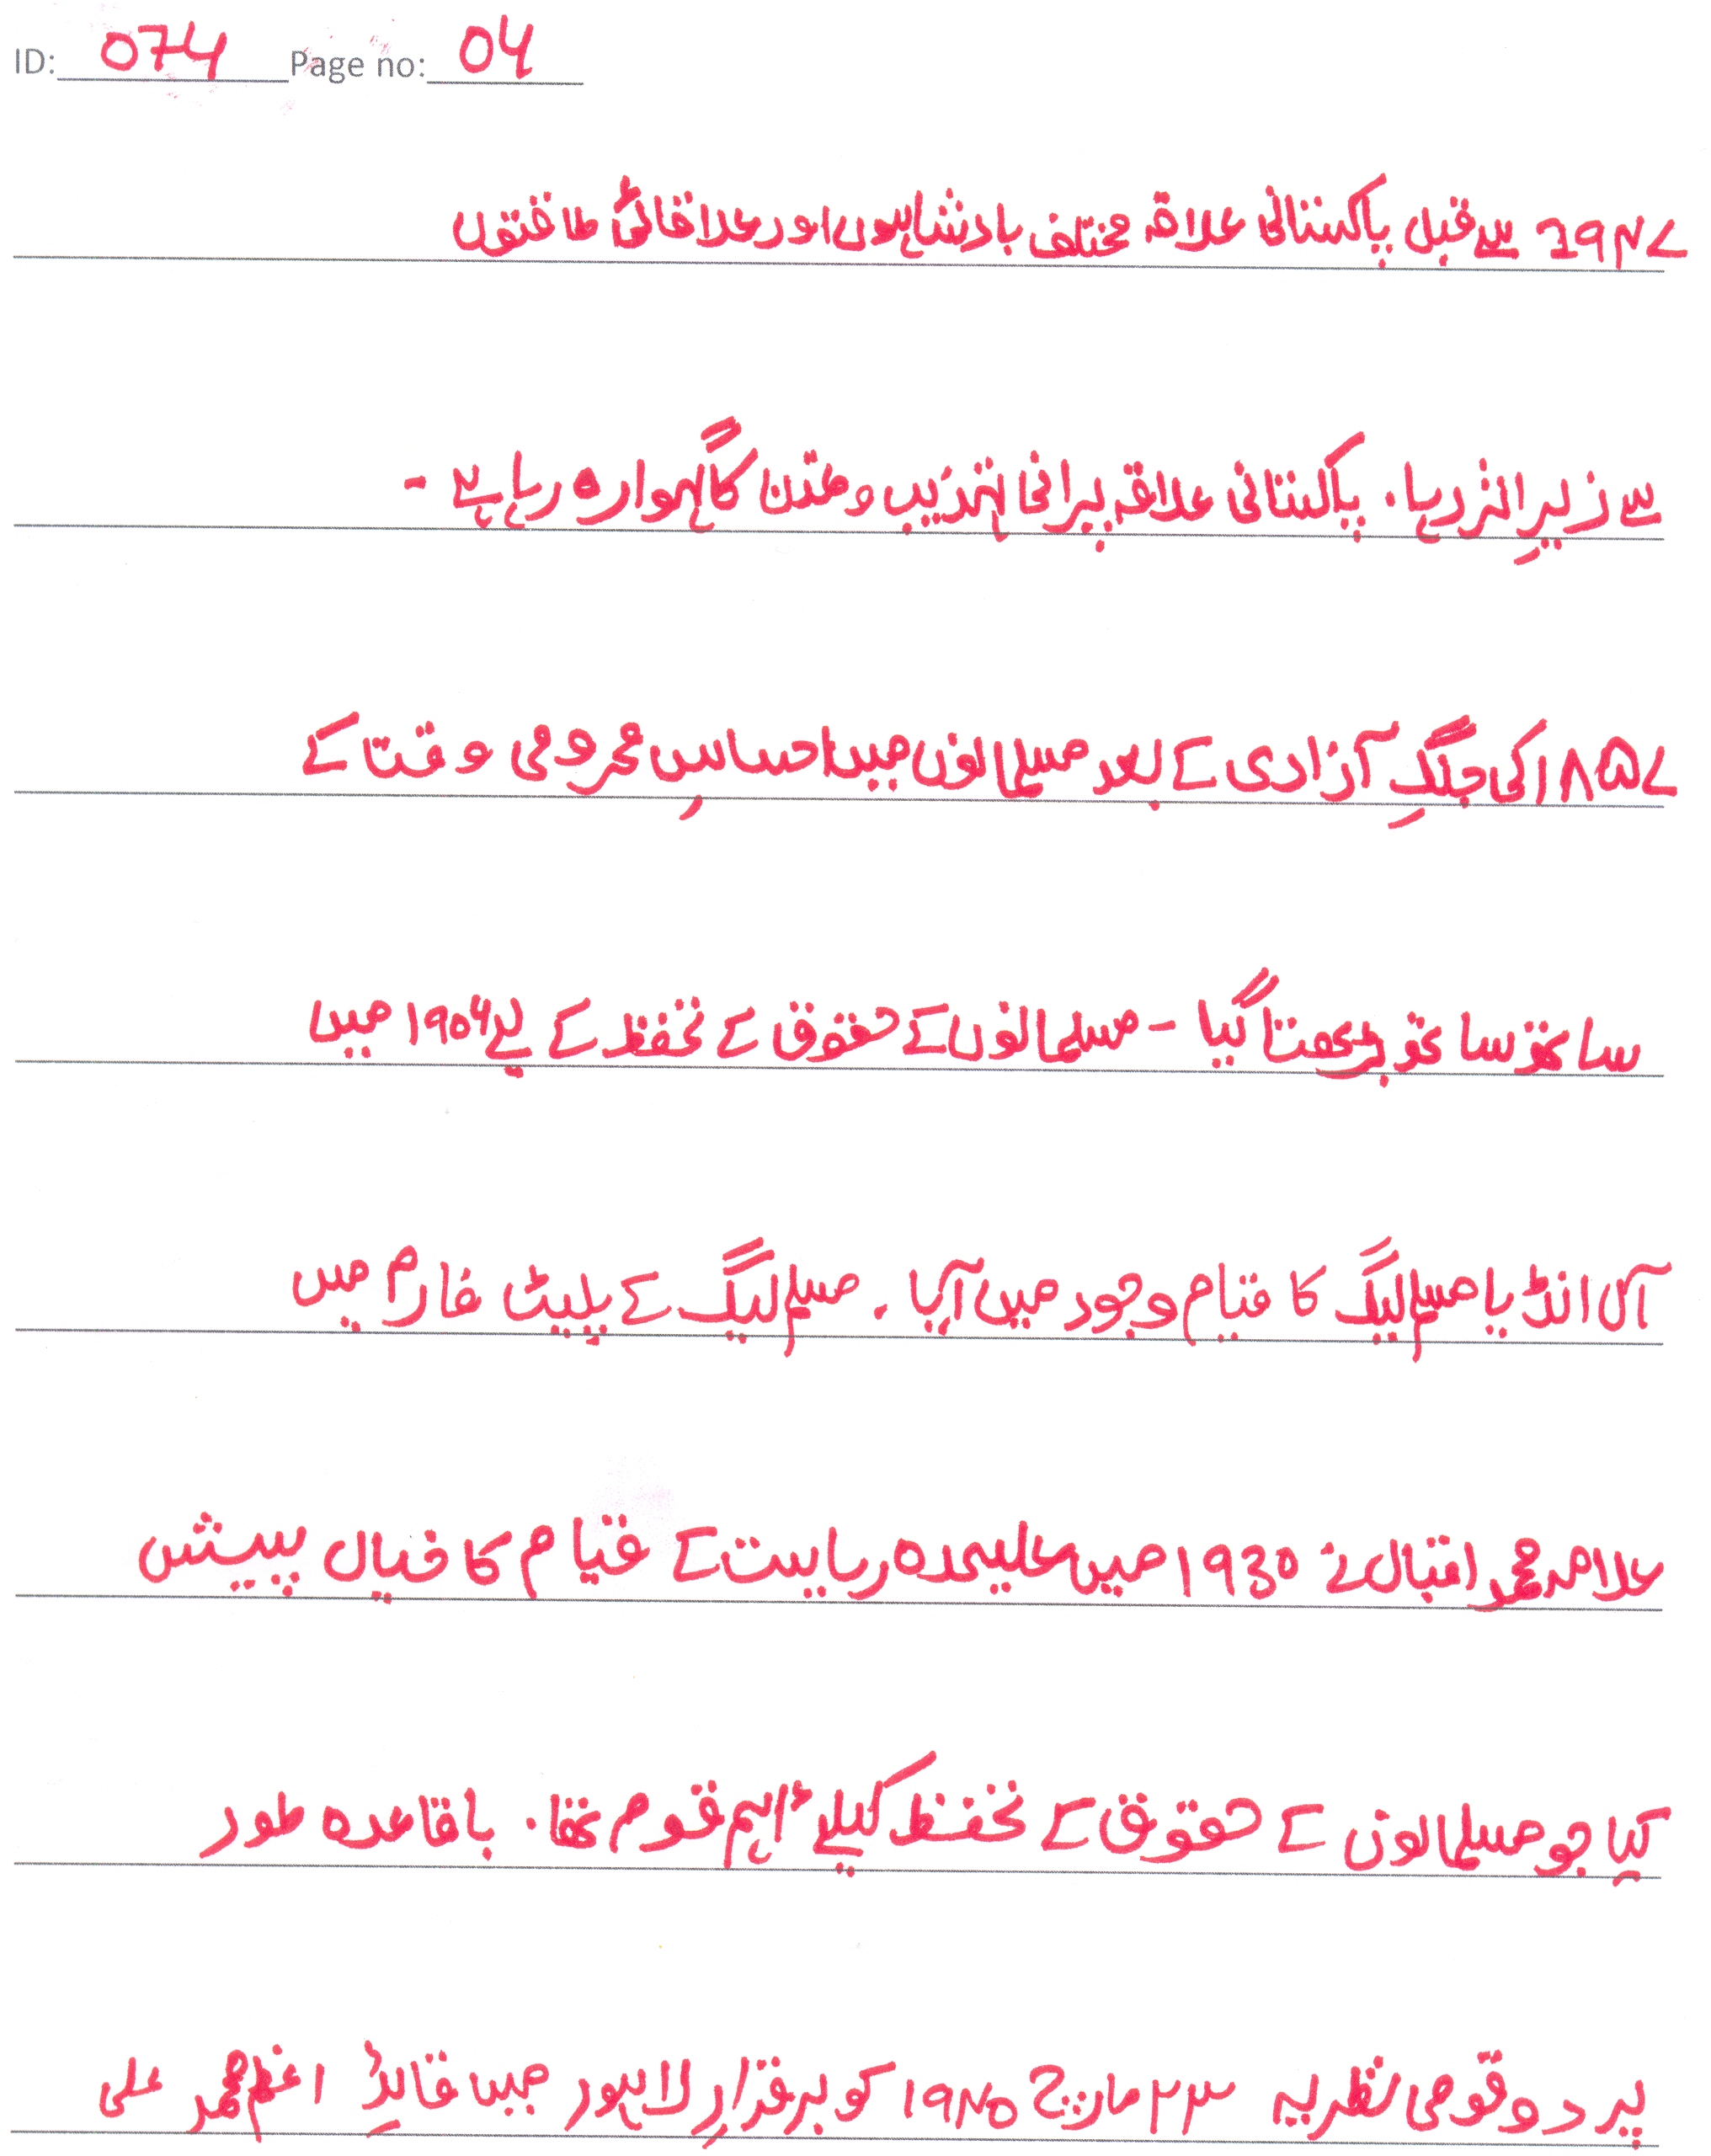 ID: 074 Page no: 04
۱۹۴۷ سے قبل پاکستانی علاقہ مختلف بادشاہوں اور علاقائی طاقتوں
سے زیرِ اثر رہا۔ پاکستانی علاقہ پرانی تہذیب و متدن کا گہوارہ رہا ہے -
۱۸۵۷ کی جنگِ آزادی کے بعد مسلمانوں میں احساسِ محرومی وقتا کے
ساتھ ساتھ بڑھتا گیا - مسلمانوں کے حقوق کے تحفظ کے لیے ۱۹۰۶ میں
آل انڈیا مسلم لیگ کا قیام وجود میں آیا۔ مسلم لیگ کے پلیٹ فارم میں
علامہ محمد اقبال نے 1930 میں علیحدہ ریاست کے قیام کا خیال پیش
کیا جو مسلمانوں کے حقوق کے تحفظ کیلئے اہم قوم تھا۔ باقاعدہ طور
پر دو قومی نظریہ ۲۳ مارچ ۱۹۴۰ کو برقرارِ لاہور میں قائدِ اعظم محمد علی